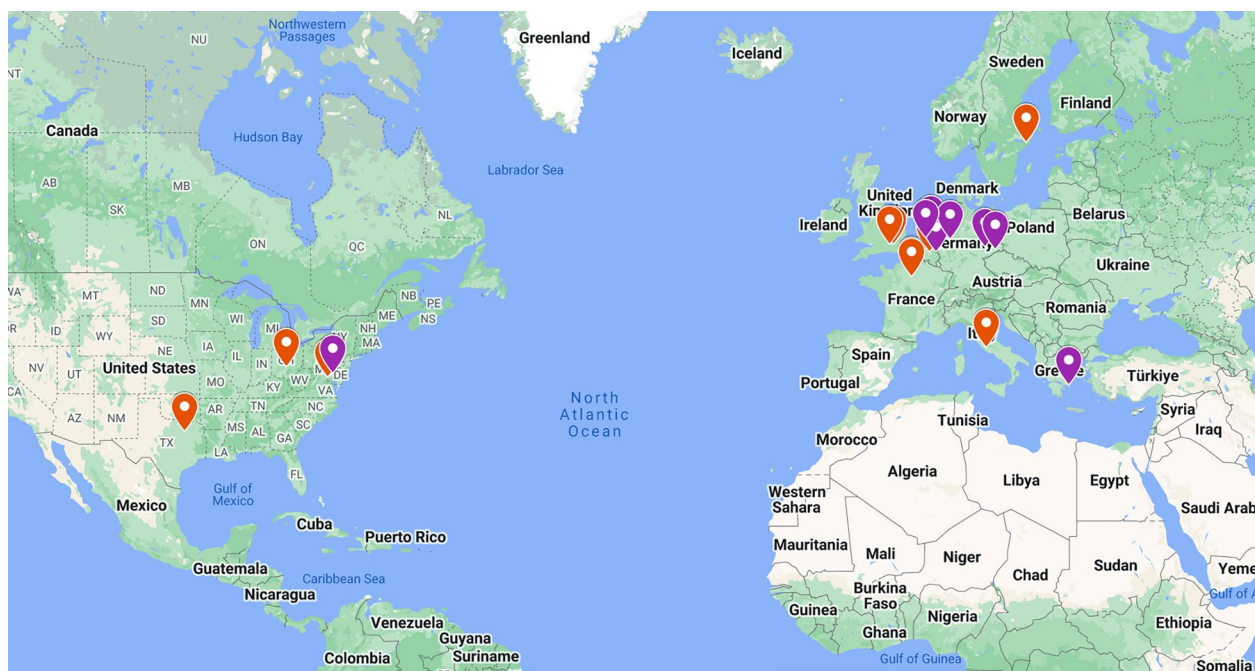 Northwestern
Passages
Greenland
Iceland
NU
NT
Sweden
Finland
Norway
Canada
Hudson Bay
Labrador Sea
AB
MB
SK
NL
ON
QC
United
Kingdom
Denmark
Ireland
Belarus
Poland
Germany
Ukraine
Austria
France
Romania
WA
MT
ND
MN
NB
PE
NS
ME
OR
ID
SD
WI
MI
NH
NY
MA
WY
IA
NE
IL
IN
OH
NV
UT
United States
MO
KY
WV
VA
DE
CA
AZ
NM
AR
TN
NC
SC
MS
AL
GA
TX
LA
FL
Spain
Portugal
Italy
Greece
Türkiye
North
Atlantic
Ocean
Syria
Iraq
Tunisia
Morocco
Algeria
Libya
Egypt
Gulf of
Mexico
Mexico
Cuba
Puerto Rico
Western
Sahara
Saudi Arab
Mauritania
Mali
Niger
Chad
Sudan
Yeme
Guatemala
Caribbean Sea
Nicaragua
Burkina
Faso
Guinea
Nigeria
Ghana
Gulf of A
Ethiopia
Venezuela
Guyana
Suriname
Colombia
Gulf of Guinea
Somalia